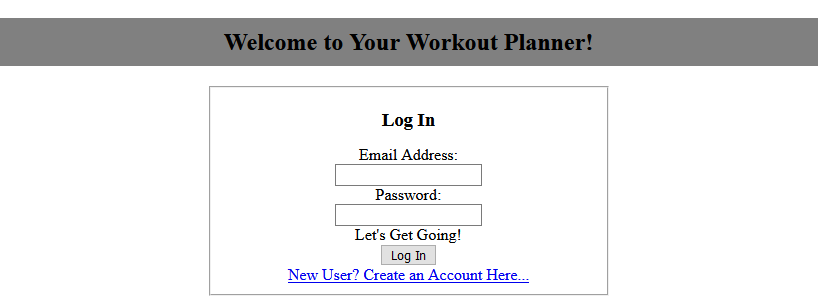 Welcome to Your Workout Planner!
Log In
Email Address:
Password:
Let's Get Going!
Log In
New User? Create an Account Here...